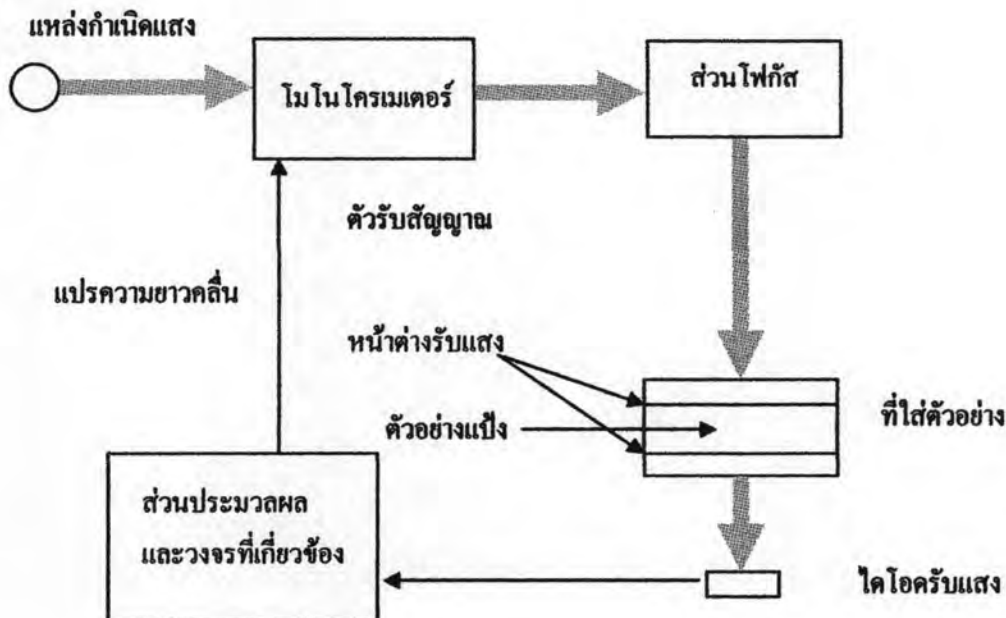 แหล่งกำเนิดแสง
โมโนโครเมเตอร์
ส่วนโฟกัส
ตัวรับสัญญาณ
แปรความยาวคลื่น
หน้าต่างรับแสง
ตัวอย่างแป้ง
ที่ใส่ตัวอย่าง
ส่วนประมวลผล
และวงจรที่เกี่ยวข้อง
ไดโอดรับแสง